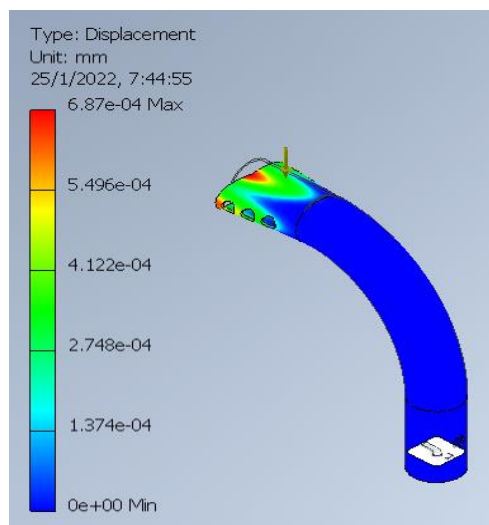 Type: Displacement
Unit: mm
25/1/2022, 7:44:55
6.87e-04 Max
5.496e-04
4.122e-04
2.748e-04
1.374e-04
0e+00 Min